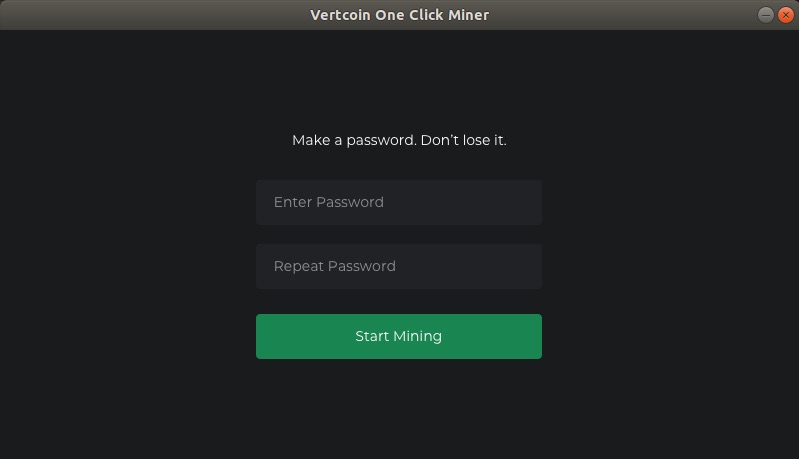 Vertcoin One Click Miner
Make a password. Don't lose it.
Enter Password
Repeat Password
Start Mining